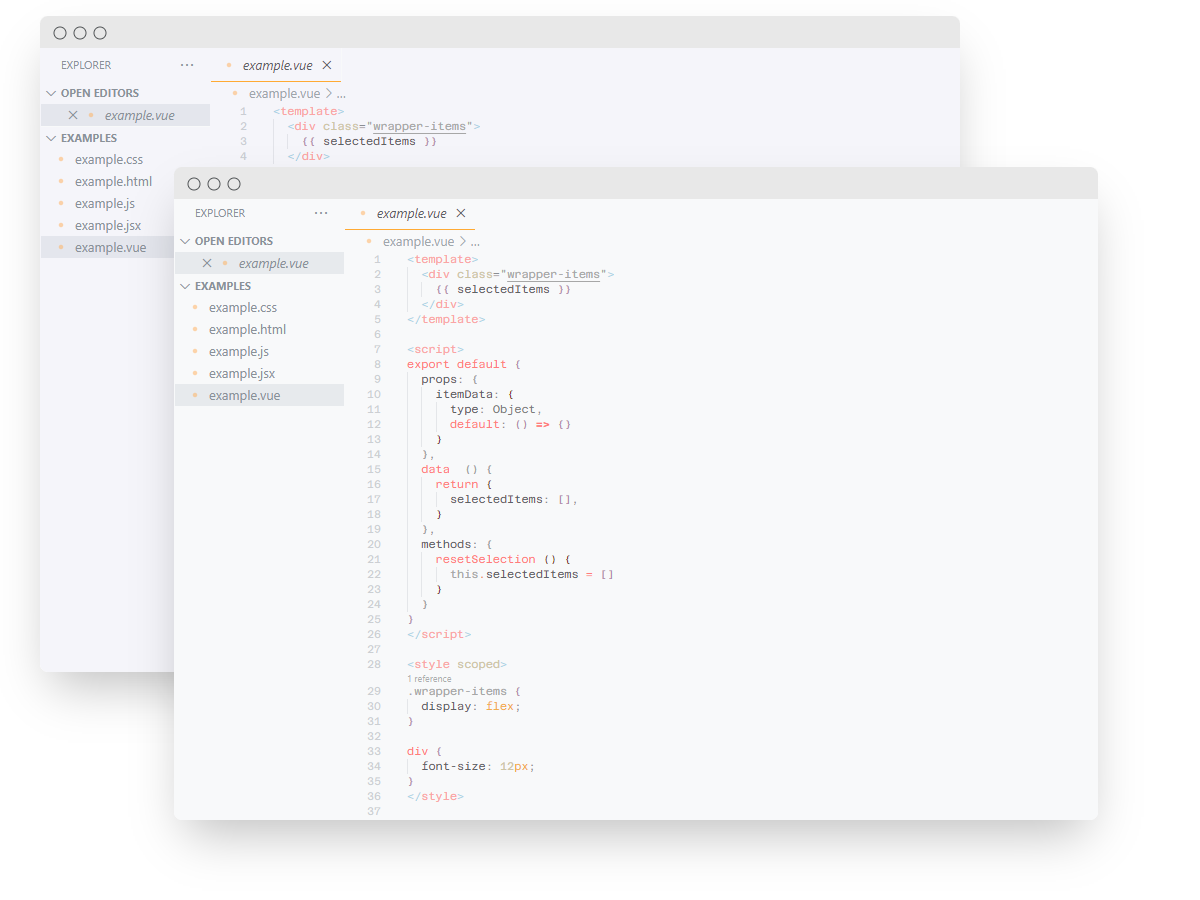 EXPLORER ···
OPEN EDITORS
example.vue
EXAMPLES
example.css
example.html
example.js
example.jsx
example.vue
example.vue
example.vue > ...
1 <template>
2 <div class="wrapper-items">
3 {{ selectedItems }}
4 </div>
EXPLORER ···
OPEN EDITORS
example.vue
EXAMPLES
example.css
example.html
example.js
example.jsx
example.vue
example.vue
example.vue > ...
1 <template>
2 <div class="wrapper-items">
3 {{ selectedItems }}
4 </div>
5 </template>
6
7 <script>
8 export default {
9 props: {
10 itemData: {
11 type: Object,
12 default: () => {}
13 }
14 },
15 data  () {
16 return {
17 selectedItems: [],
18 }
19 },
20 methods: {
21 resetSelection () {
22 this.selectedItems = []
23 }
24 }
25 }
26 </script>
27
28 <style scoped>
1 reference
29 .wrapper-items {
30 display: flex;
31 }
32
33 div {
34 font-size: 12px;
35 }
36 </style>
37